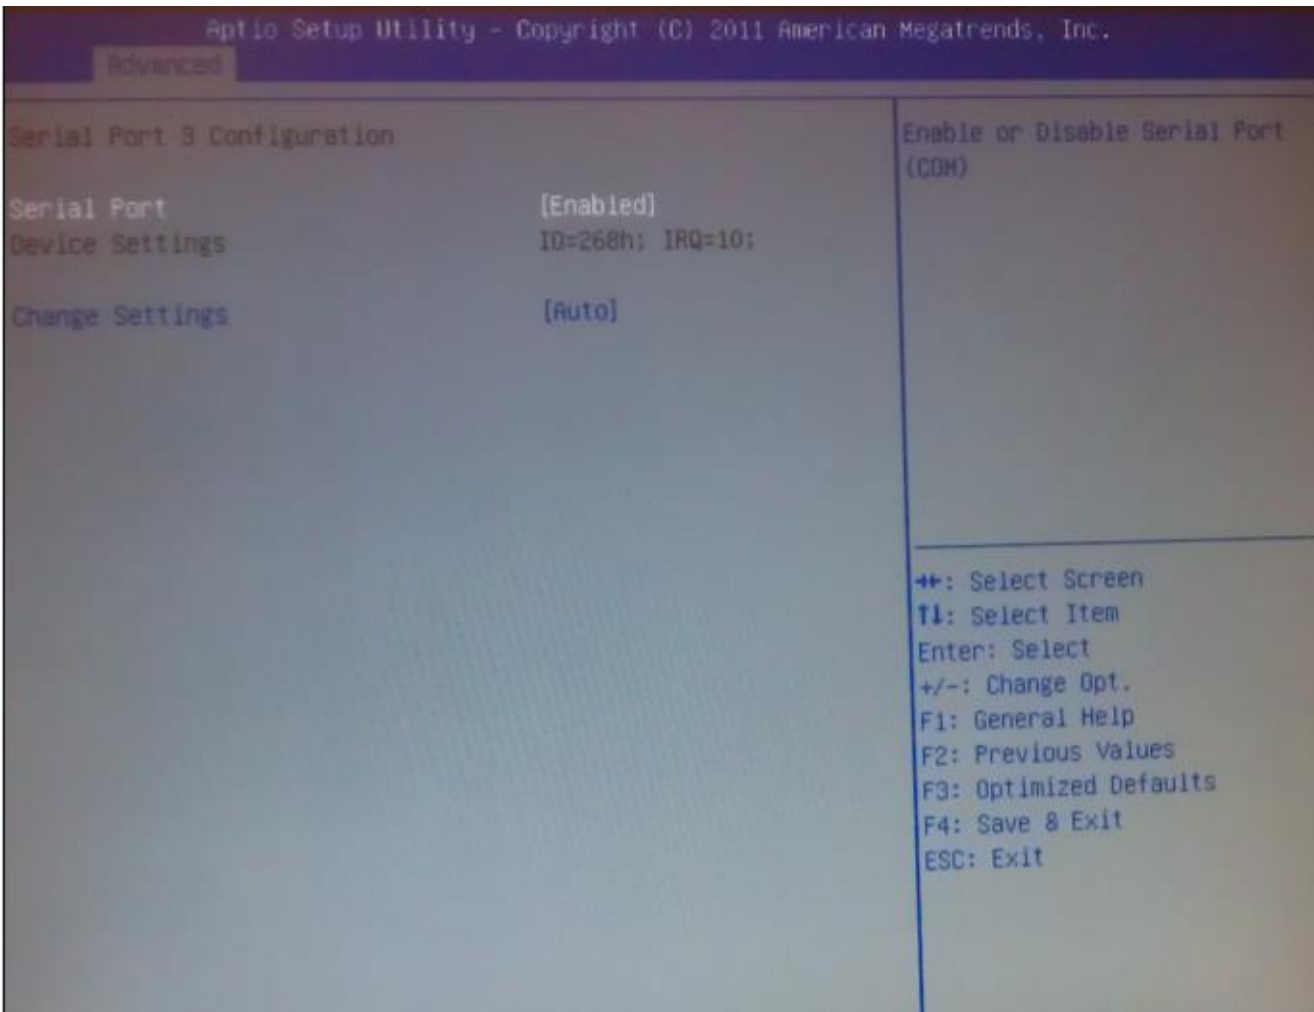 Aptio Setup Utility - Copyright (C) 2011 American Megatrends, Inc.
Advanced
Serial Port 3 Configuration
Serial Port [Enabled]
Device Settings IO=268h; IRQ=10;
Change Settings [Auto]
Enable or Disable Serial Port
(COM)
→←: Select Screen
↑↓: Select Item
Enter: Select
+/-: Change Opt.
F1: General Help
F2: Previous Values
F3: Optimized Defaults
F4: Save & Exit
ESC: Exit